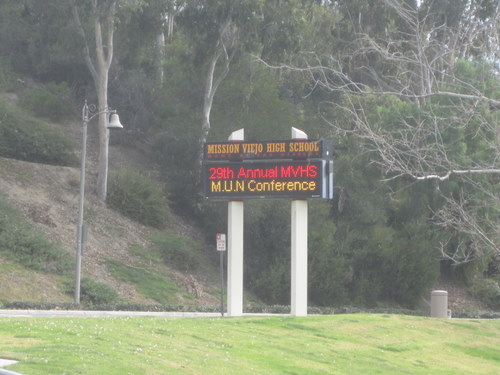 MISSION VIEJO HIGH SCHOOL
29th Annual MVHS
M.U.N Conference